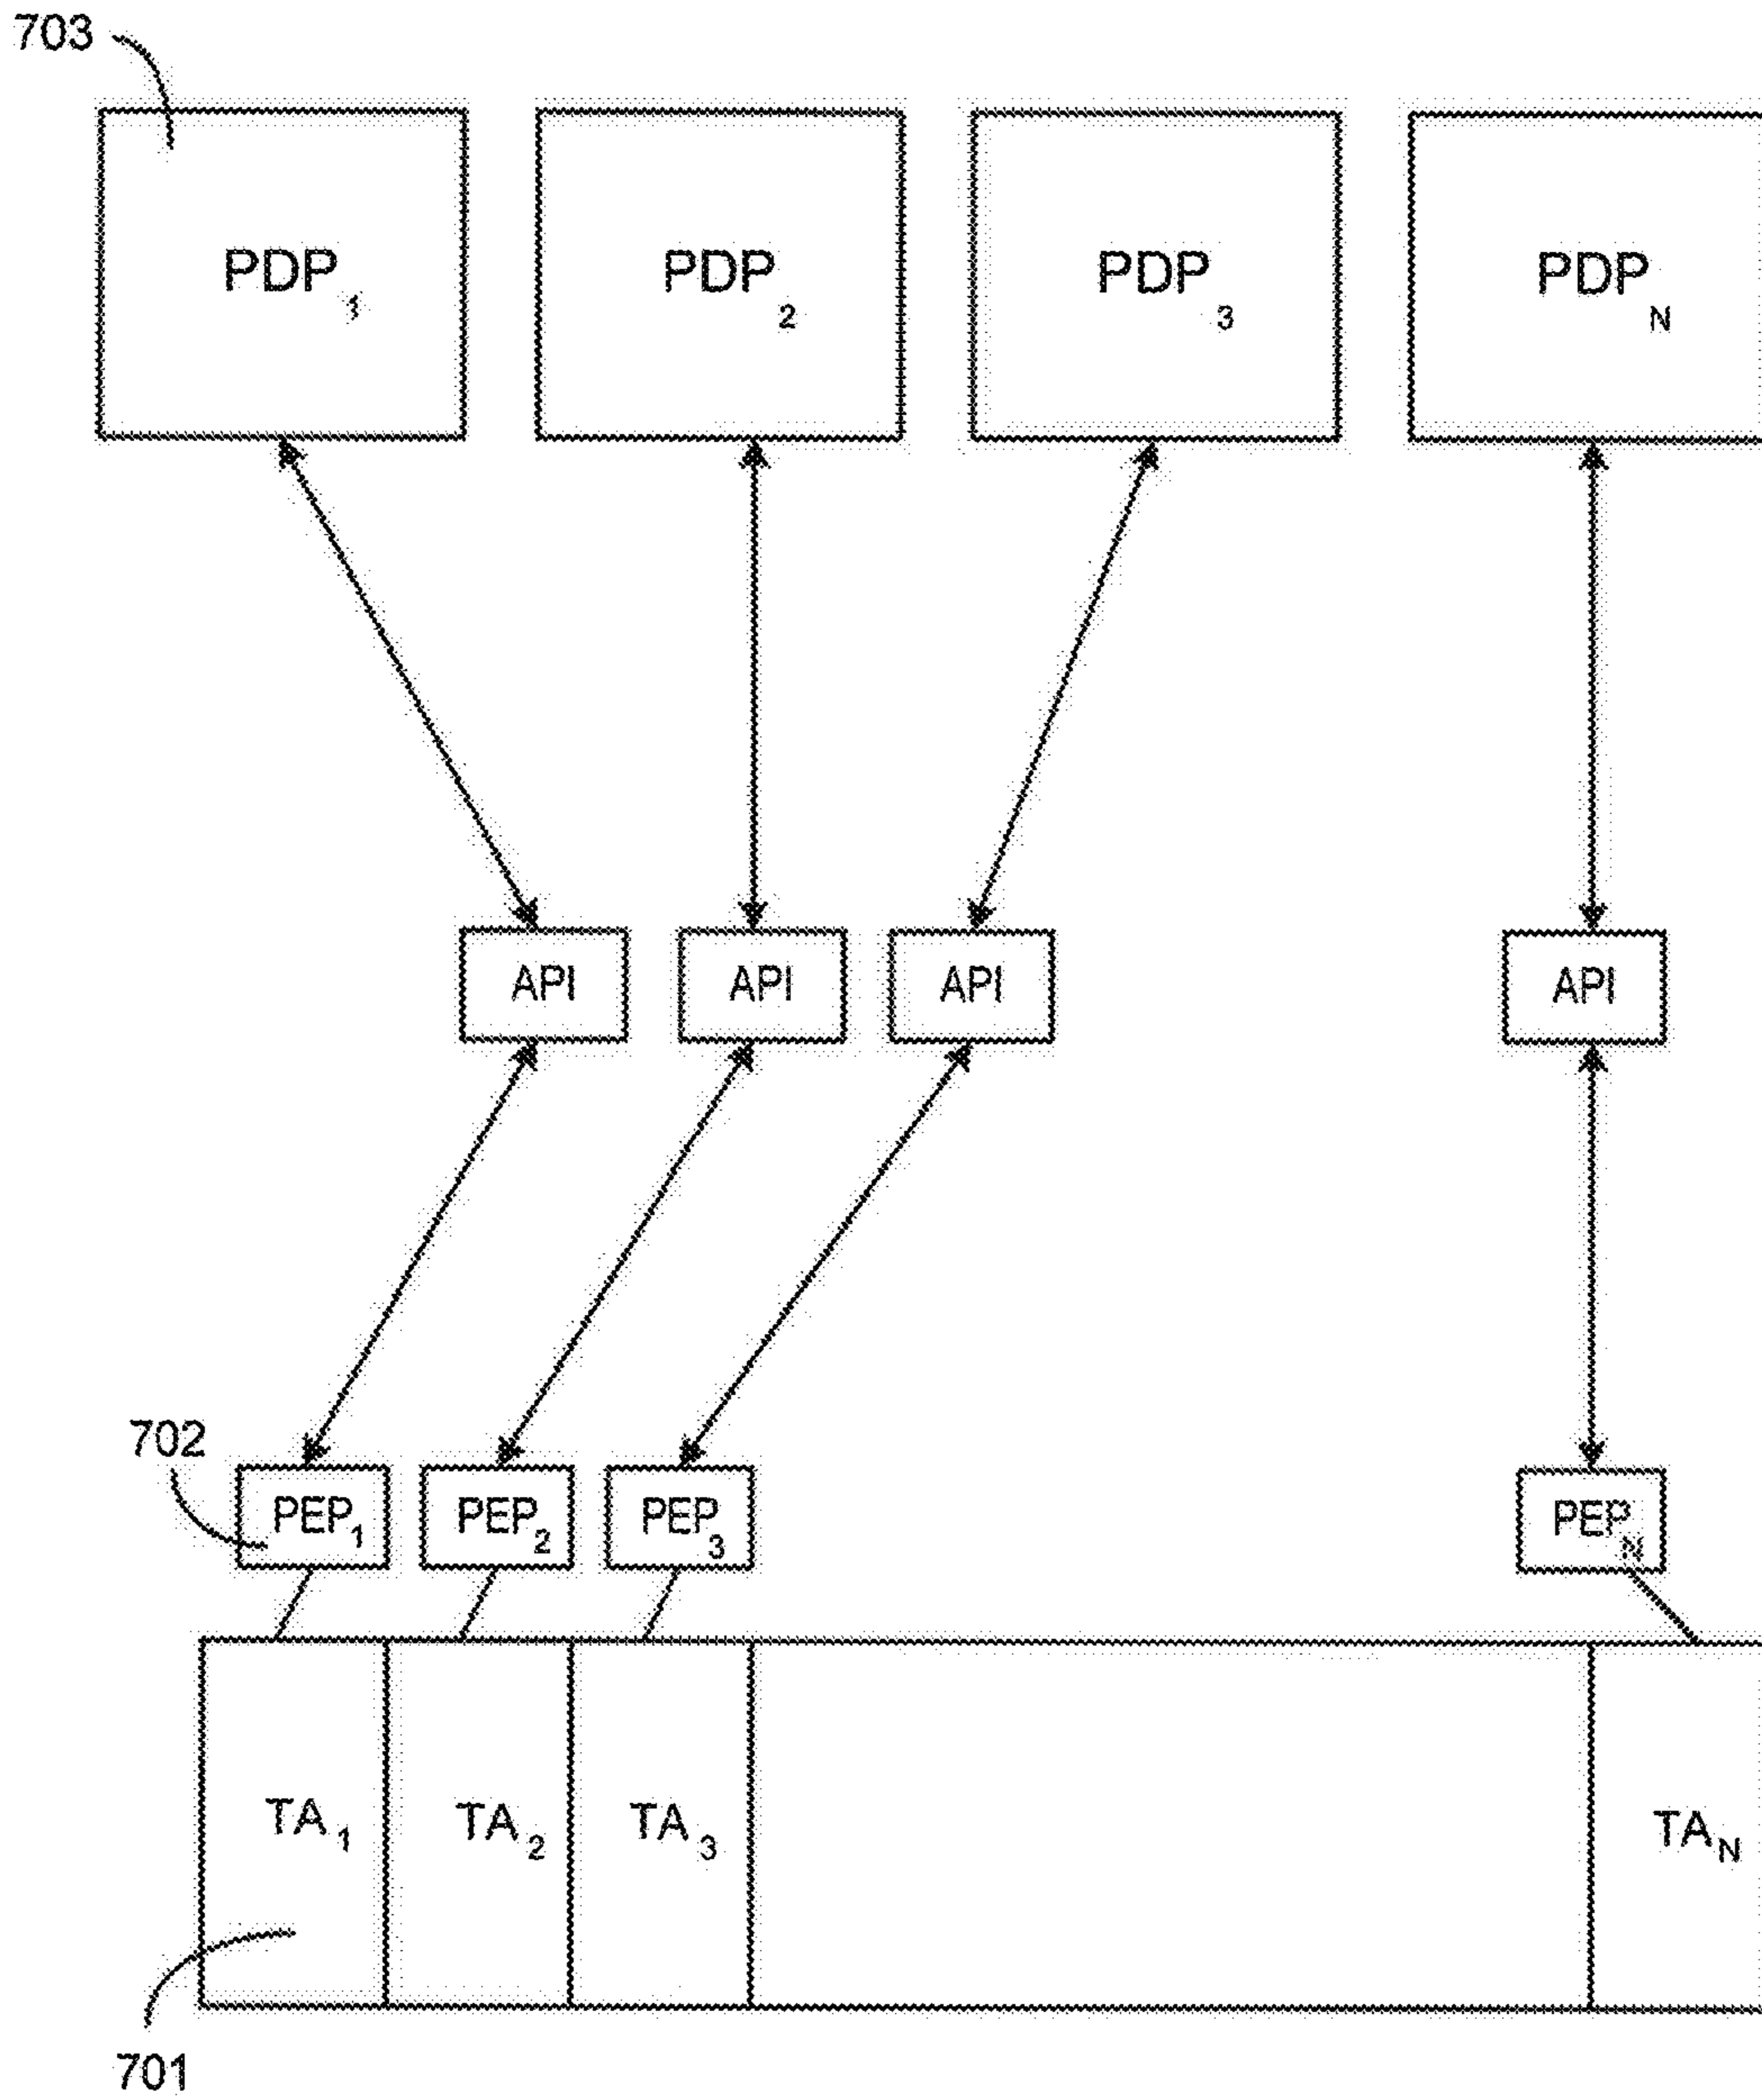 703
PDP1 PDP2 PDP3 PDPN
API API API API
702
PEP1 PEP2 PEP3 PEPN
TA1 TA2 TA3 TAN
701